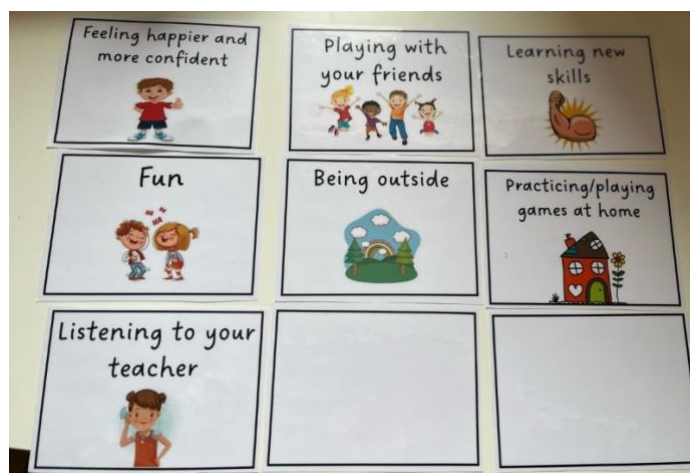 Feeling happier and
more confident
Playing with
your friends
Learning new
skills
Fun
Being outside
Practicing/playing
games at home
Listening to your
teacher